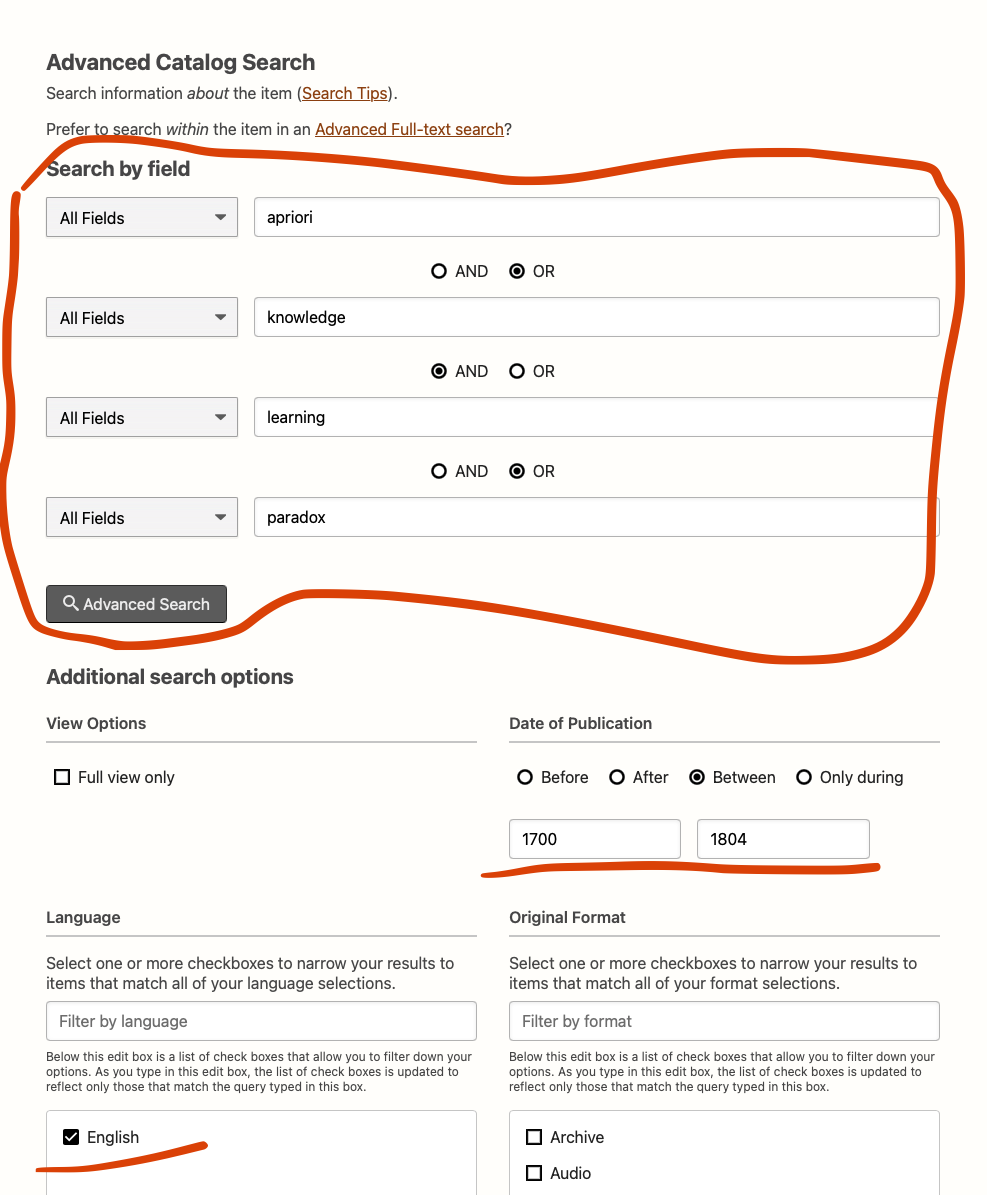 Advanced Catalog Search
Search information about the item (Search Tips).
Prefer to search within the item in an Advanced Full-text search?
Search by field
All Fields apriori
AND OR
All Fields knowledge
AND OR
All Fields learning
AND OR
All Fields paradox
Advanced Search
Additional search options
View Options
Full view only
Date of Publication
Before After Between Only during
1700 1804
Language
Select one or more checkboxes to narrow your results to
items that match all of your language selections.
Filter by language
Below this edit box is a list of check boxes that allow you to filter down your
options. As you type in this edit box, the list of check boxes is updated to
reflect only those that match the query typed in this box.
English
Original Format
Select one or more checkboxes to narrow your results to
items that match all of your format selections.
Filter by format
Below this edit box is a list of check boxes that allow you to filter down your
options. As you type in this edit box, the list of check boxes is updated to
reflect only those that match the query typed in this box.
Archive
Audio